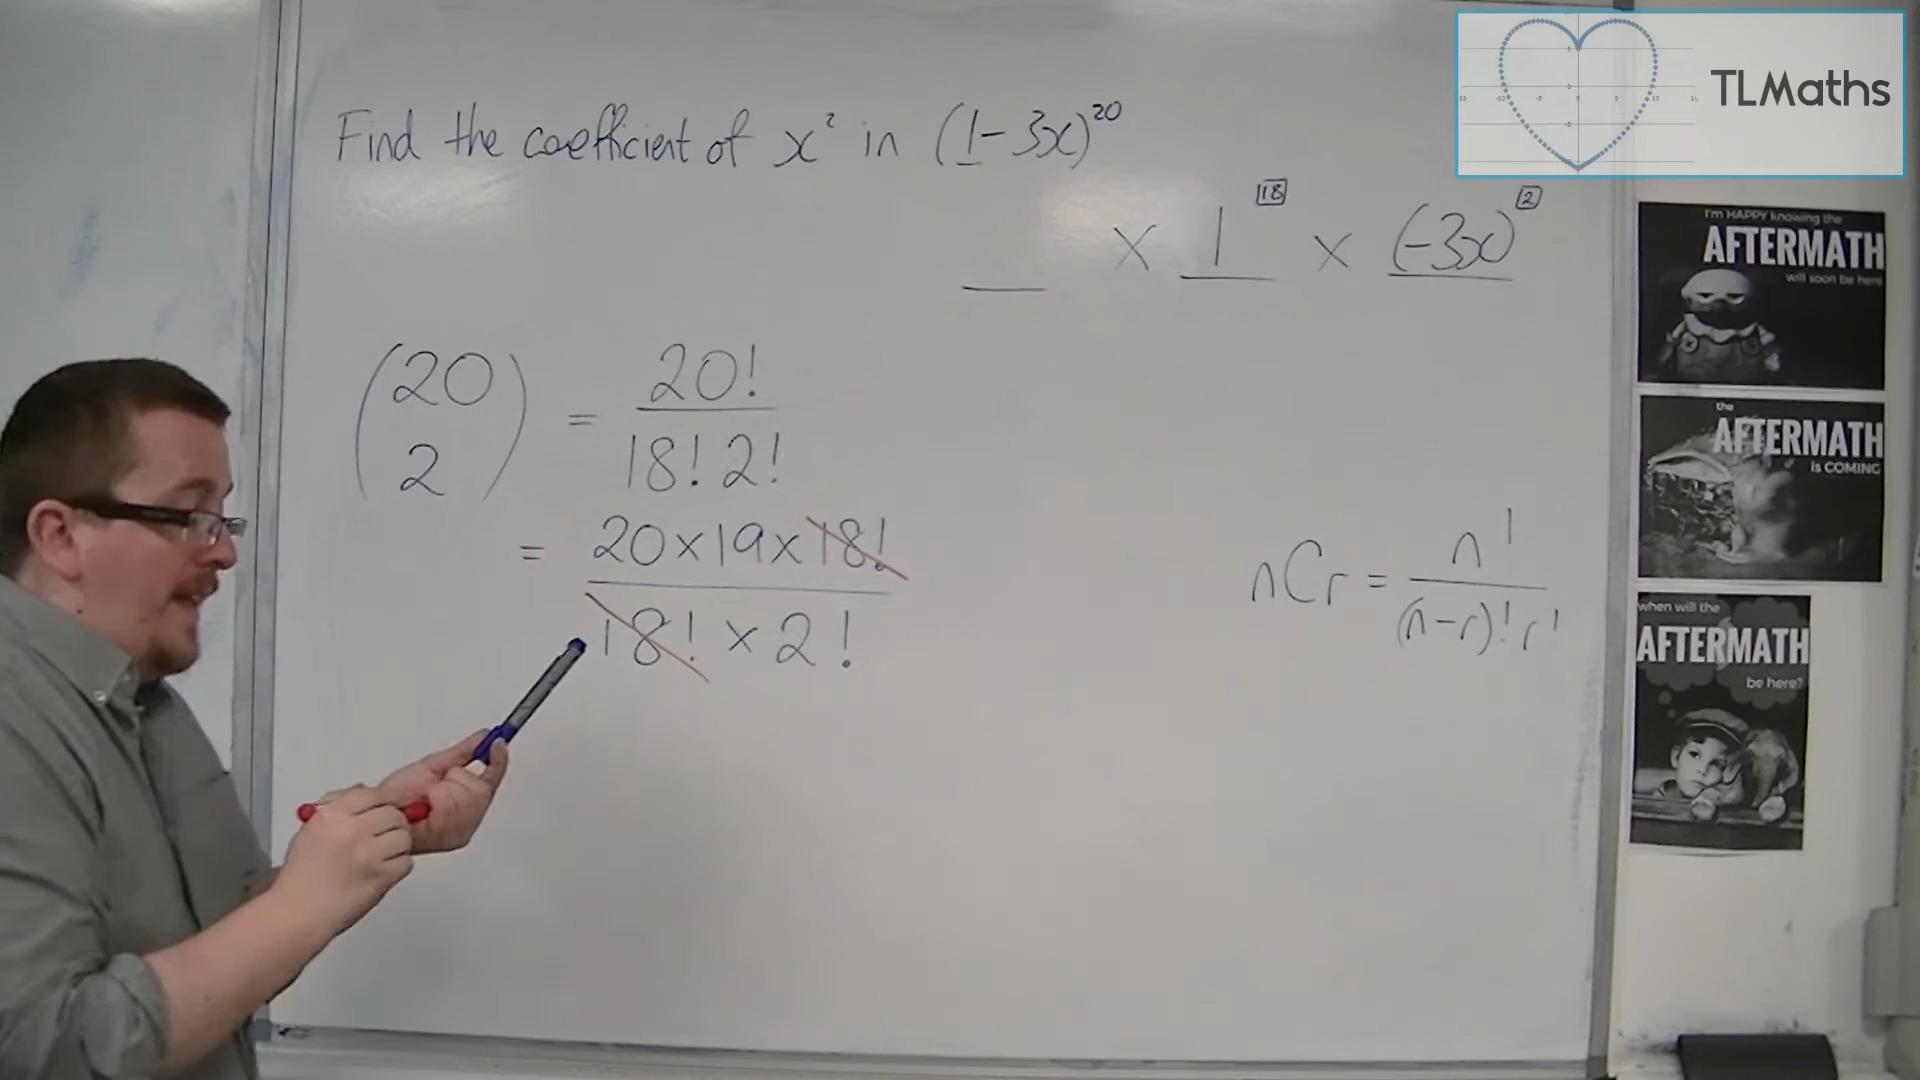 Find the coefficient of x² in (1-3x)²⁰
TLMaths
__ × 1^[18] × (-3x)^[2]
(20 2) = 20! / 18! 2!
= 20×19×18! / 18! × 2!
nCr = n! / (n-r)! r!
I'm HAPPY knowing the
AFTERMATH
will soon be here
the
AFTERMATH
is COMING
when will the
AFTERMATH
be here?